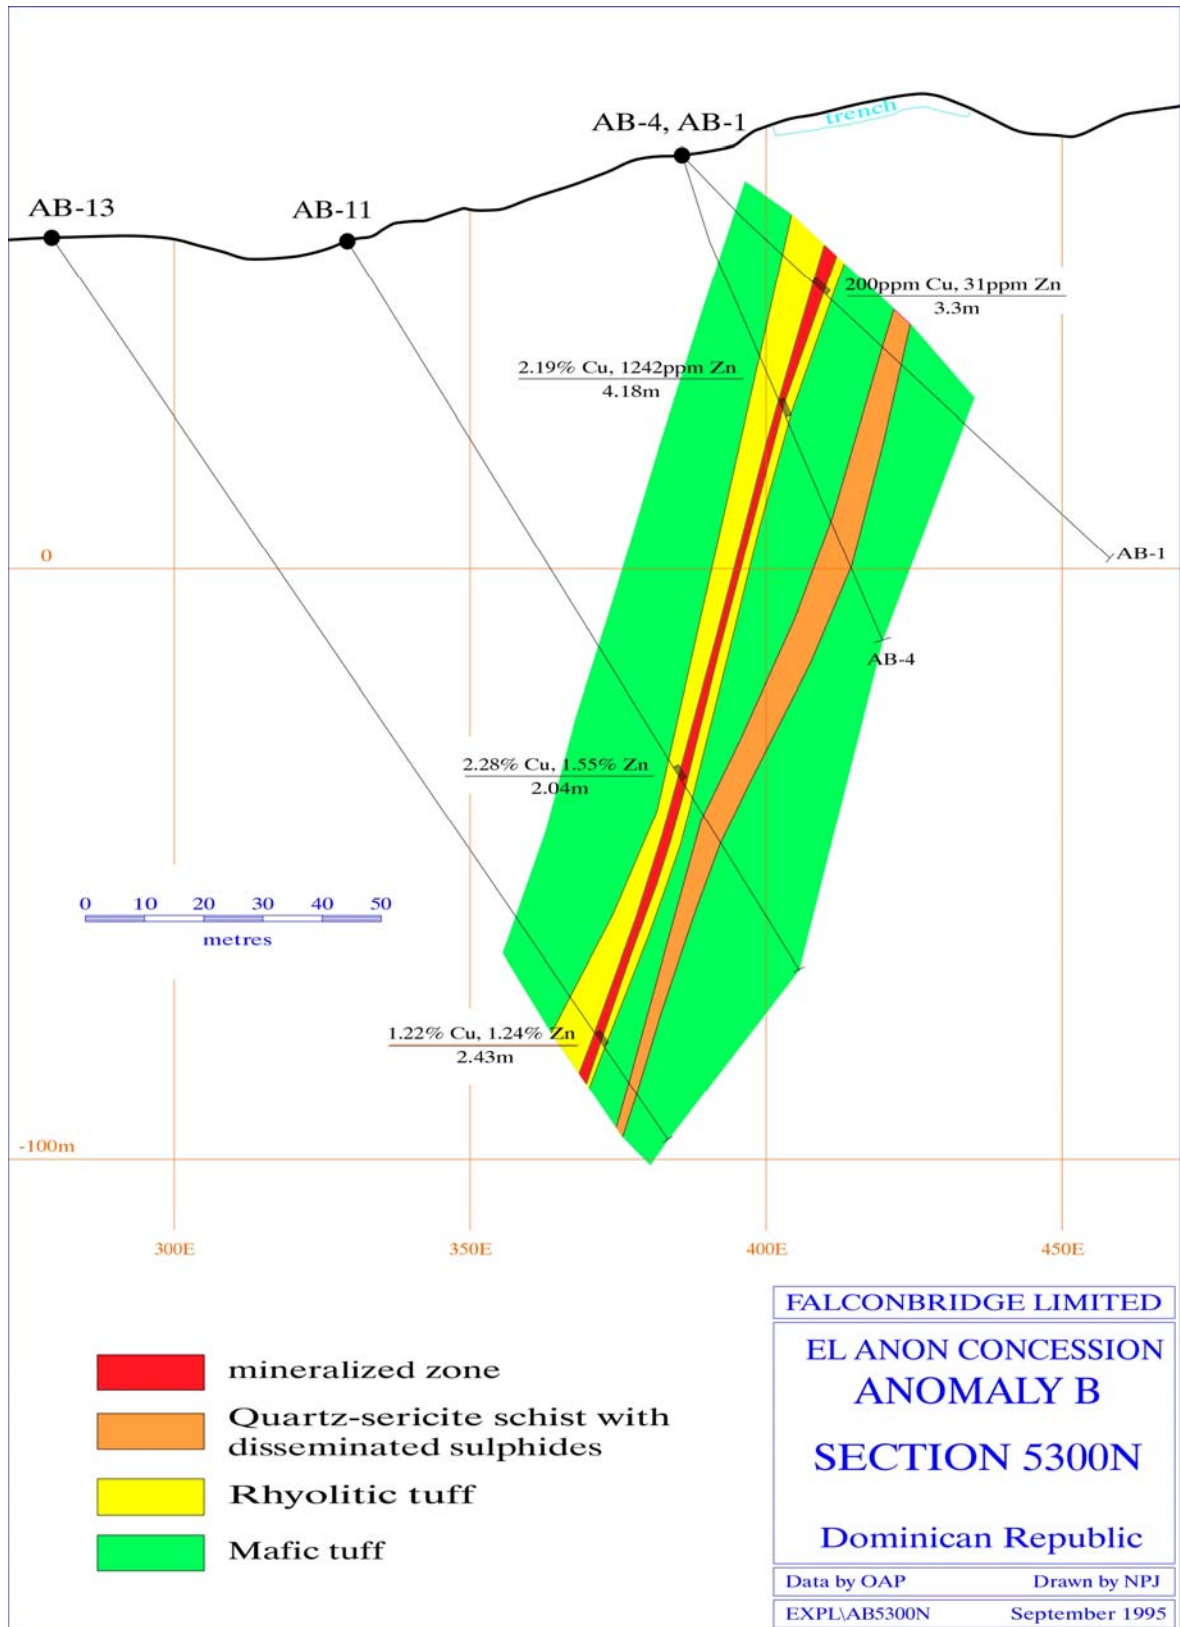 trench
AB-4, AB-1
AB-13
AB-11
200ppm Cu, 31ppm Zn
3.3m
2.19% Cu, 1242ppm Zn
4.18m
0
AB-1
AB-4
2.28% Cu, 1.55% Zn
2.04m
0 10 20 30 40 50
metres
1.22% Cu, 1.24% Zn
2.43m
-100m
300E 350E 400E 450E
FALCONBRIDGE LIMITED
EL ANON CONCESSION
ANOMALY B
SECTION 5300N
Dominican Republic
Data by OAP Drawn by NPJ
EXPL\AB5300N September 1995
mineralized zone
Quartz-sericite schist with
disseminated sulphides
Rhyolitic tuff
Mafic tuff